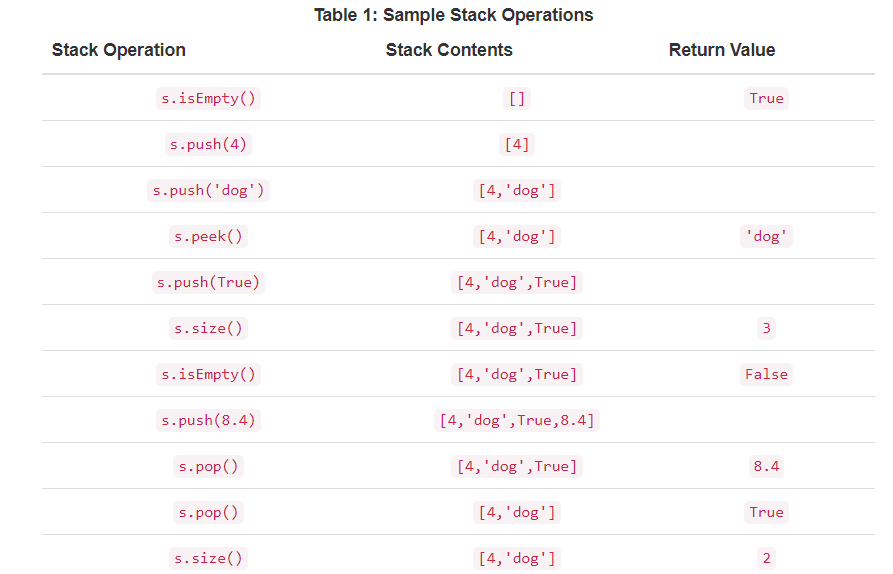 Table 1: Sample Stack Operations
Stack Operation Stack Contents Return Value
s.isEmpty() [] True
s.push(4) [4]
s.push('dog') [4,'dog']
s.peek() [4,'dog'] 'dog'
s.push(True) [4,'dog',True]
s.size() [4,'dog',True] 3
s.isEmpty() [4,'dog',True] False
s.push(8.4) [4,'dog',True,8.4]
s.pop() [4,'dog',True] 8.4
s.pop() [4,'dog'] True
s.size() [4,'dog'] 2